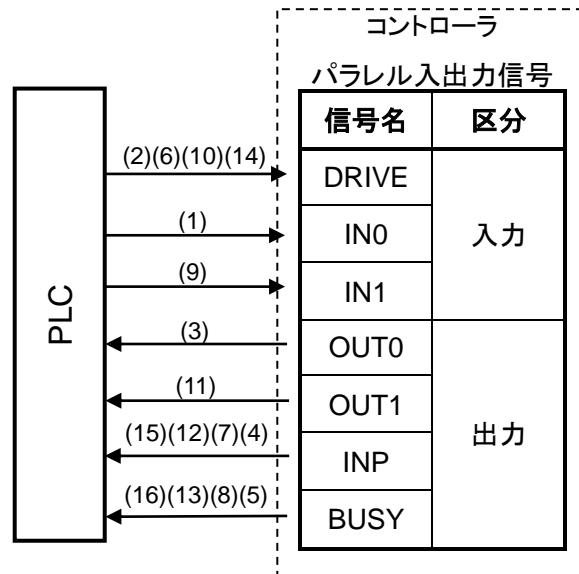 コントローラ
パラレル入出力信号
信号名 区分
(2)(6)(10)(14)
DRIVE
(1)
IN0
入力
(9)
IN1
PLC
(3)
OUT0
(11)
OUT1
出力
(15)(12)(7)(4)
INP
(16)(13)(8)(5)
BUSY